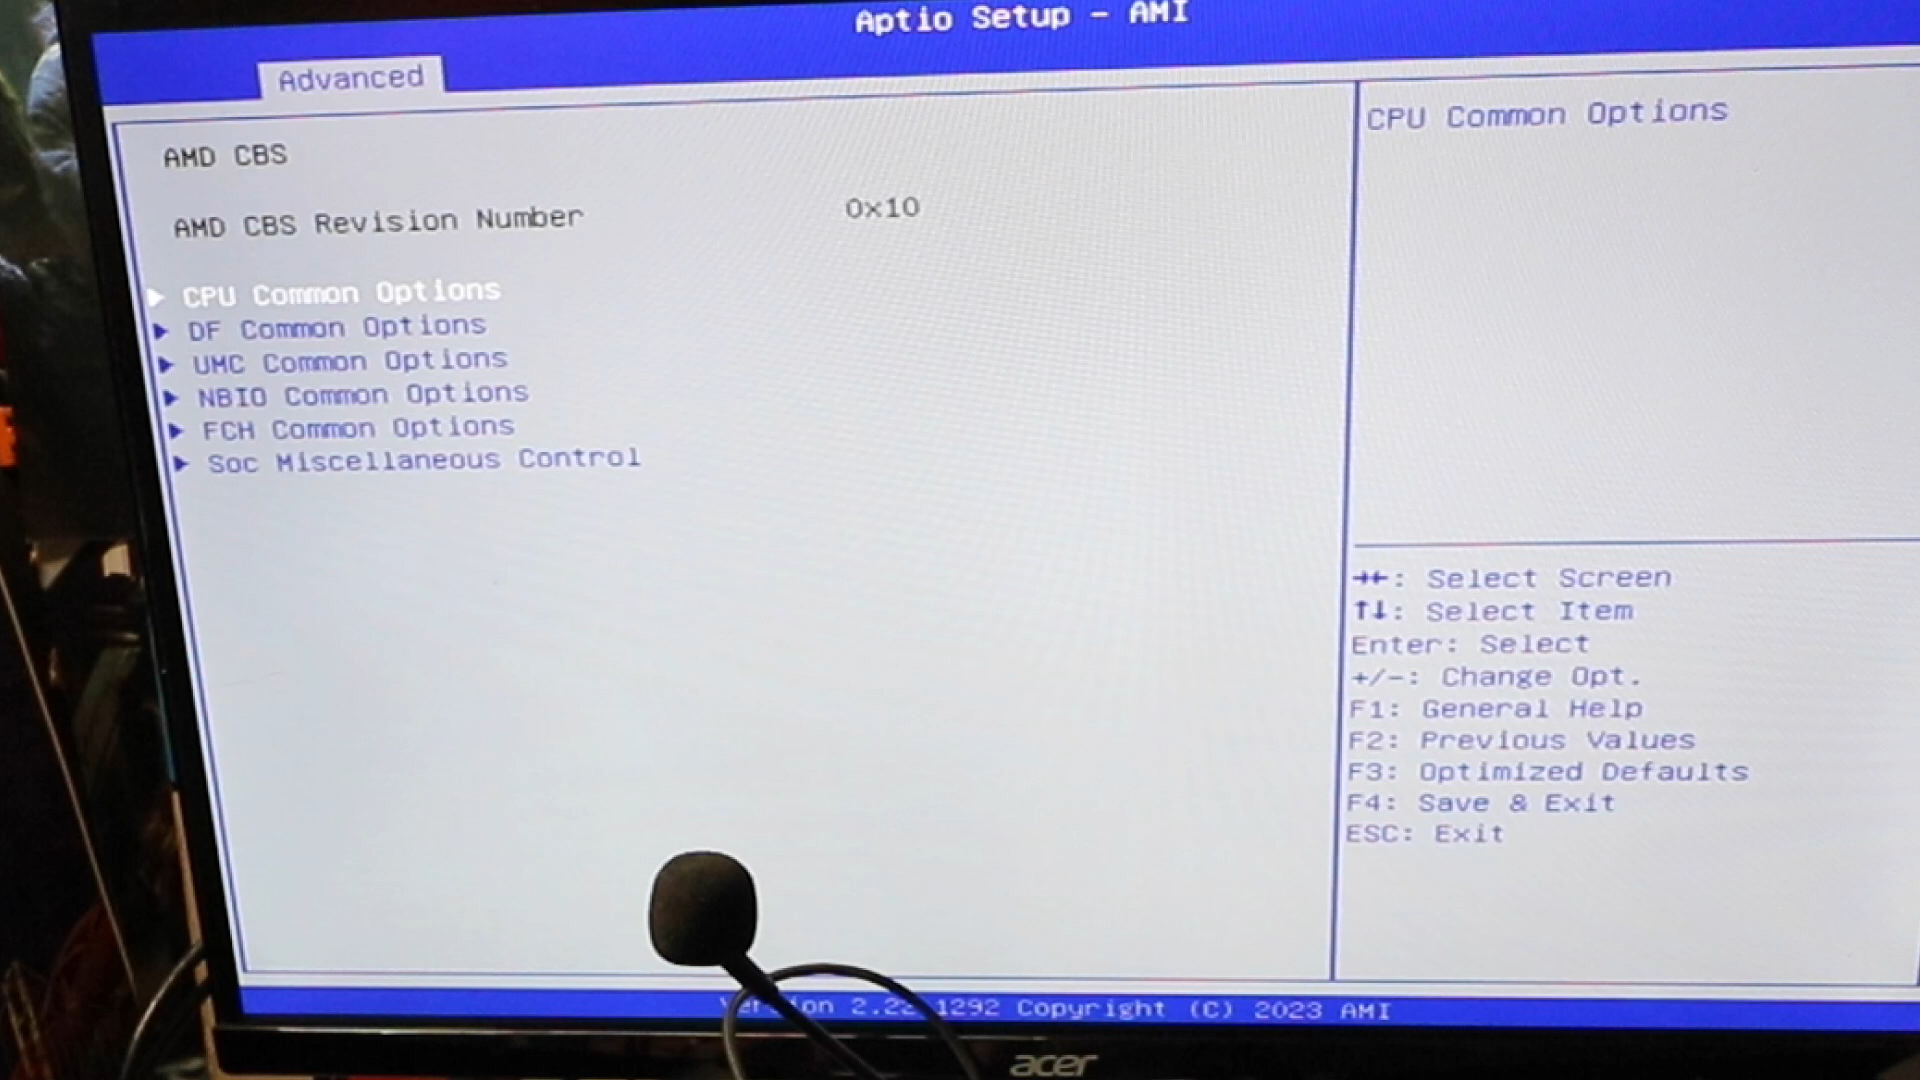 Aptio Setup - AMI
Advanced
AMD CBS
AMD CBS Revision Number 0x10
CPU Common Options
DF Common Options
UMC Common Options
NBIO Common Options
FCH Common Options
Soc Miscellaneous Control
CPU Common Options
→←: Select Screen
↑↓: Select Item
Enter: Select
+/-: Change Opt.
F1: General Help
F2: Previous Values
F3: Optimized Defaults
F4: Save & Exit
ESC: Exit
2.22 1292 Copyright (C) 2023 AMI
acer